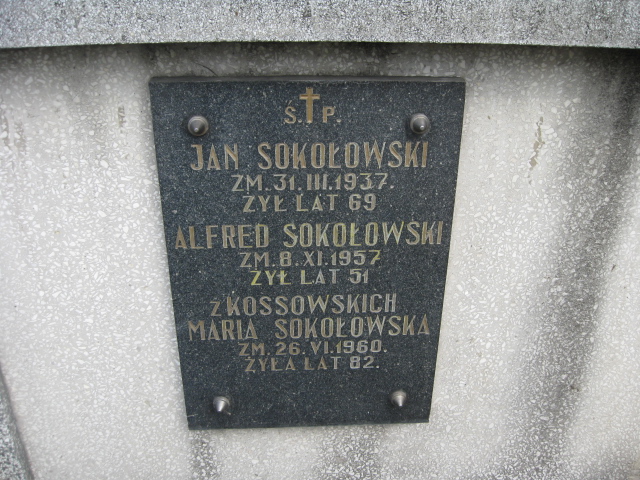 Ś. P.
JAN SOKOŁOWSKI
ZM. 31.III.1937.
ŻYŁ LAT 69
ALFRED SOKOŁOWSKI
ZM. 8.XI.1957
ŻYŁ LAT 51
z KOSSOWSKICH
MARIA SOKOŁOWSKA
ZM. 26.VI.1960.
ŻYŁA LAT 82.